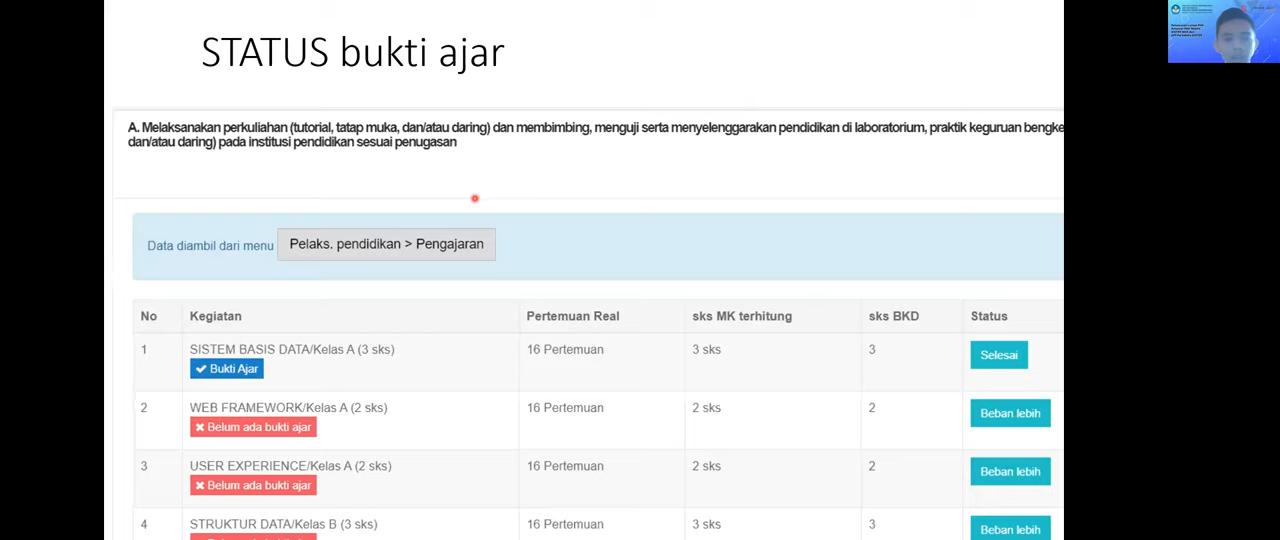 STATUS bukti ajar
A. Melaksanakan perkuliahan (tutorial, tatap muka, dan/atau daring) dan membimbing, menguji serta menyelenggarakan pendidikan di laboratorium, praktik keguruan bengke
dan/atau daring) pada institusi pendidikan sesuai penugasan
Data diambil dari menu Pelaks. pendidikan > Pengajaran
No Kegiatan Pertemuan Real sks MK terhitung sks BKD Status
1 SISTEM BASIS DATA/Kelas A (3 sks) 16 Pertemuan 3 sks 3 Selesai
Bukti Ajar
2 WEB FRAMEWORK/Kelas A (2 sks) 16 Pertemuan 2 sks 2 Beban lebih
Belum ada bukti ajar
3 USER EXPERIENCE/Kelas A (2 sks) 16 Pertemuan 2 sks 2 Beban lebih
Belum ada bukti ajar
4 STRUKTUR DATA/Kelas B (3 sks) 16 Pertemuan 3 sks 3 Beban lebih